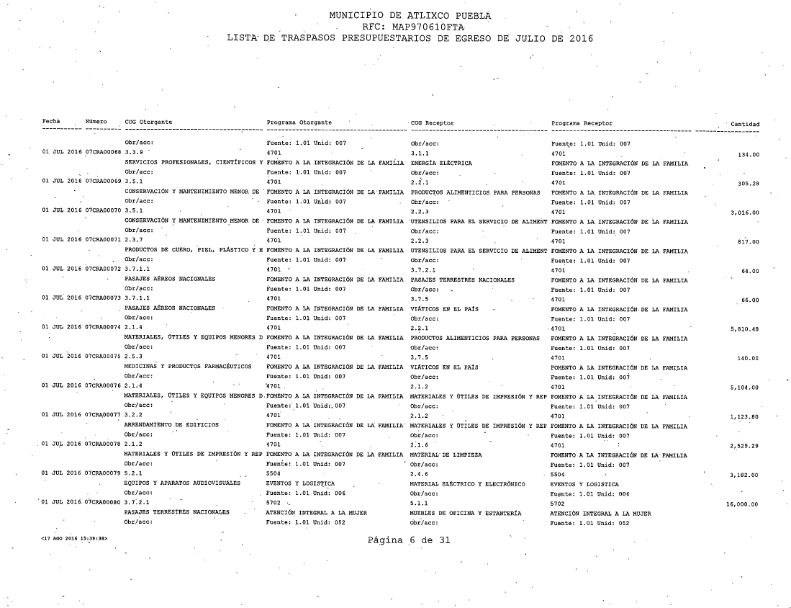 MUNICIPIO DE ATLIXCO PUEBLA
RFC: MAP970610FTA
LISTA DE TRASPASOS PRESUPUESTARIOS DE EGRESO DE JULIO DE 2016
Fecha Número COG Otorgante Programa Otorgante COG Receptor Programa Receptor Cantidad
Obr/acc: Fuente: 1.01 Unid: 007 Obr/acc: Fuente: 1.01 Unid: 007
01 JUL 2016 07CRA00068 3.3.9 4701 3.1.1 4701 134.00
SERVICIOS PROFESIONALES, CIENTÍFICOS Y FOMENTO A LA INTEGRACIÓN DE LA FAMILIA ENERGÍA ELÉCTRICA FOMENTO A LA INTEGRACIÓN DE LA FAMILIA
Obr/acc: Fuente: 1.01 Unid: 007 Obr/acc: Fuente: 1.01 Unid: 007
01 JUL 2016 07CRA00069 3.5.1 4701 2.2.1 4701
CONSERVACIÓN Y MANTENIMIENTO MENOR DE FOMENTO A LA INTEGRACIÓN DE LA FAMILIA PRODUCTOS ALIMENTICIOS PARA PERSONAS FOMENTO A LA INTEGRACIÓN DE LA FAMILIA
Obr/acc: Fuente: 1.01 Unid: 007 Obr/acc: Fuente: 1.01 Unid: 007
01 JUL 2016 07CRA00070 3.5.1 4701 2.2.3 4701 3,016.00
CONSERVACIÓN Y MANTENIMIENTO MENOR DE FOMENTO A LA INTEGRACIÓN DE LA FAMILIA UTENSILIOS PARA EL SERVICIO DE ALIMENT FOMENTO A LA INTEGRACIÓN DE LA FAMILIA
Obr/acc: Fuente: 1.01 Unid: 007 Obr/acc: Fuente: 1.01 Unid: 007
01 JUL 2016 07CRA00071 2.3.7 4701 2.2.3 4701 817.00
PRODUCTOS DE CUERO, PIEL, PLÁSTICO Y H FOMENTO A LA INTEGRACIÓN DE LA FAMILIA UTENSILIOS PARA EL SERVICIO DE ALIMENT FOMENTO A LA INTEGRACIÓN DE LA FAMILIA
Obr/acc: Fuente: 1.01 Unid: 007 Obr/acc: Fuente: 1.01 Unid: 007
01 JUL 2016 07CRA00072 3.7.1.1 4701 3.7.2.1 4701 64.00
PASAJES AÉREOS NACIONALES FOMENTO A LA INTEGRACIÓN DE LA FAMILIA PASAJES TERRESTRES NACIONALES FOMENTO A LA INTEGRACIÓN DE LA FAMILIA
Obr/acc: Fuente: 1.01 Unid: 007 Obr/acc: Fuente: 1.01 Unid: 007
01 JUL 2016 07CRA00073 3.7.1.1 4701 3.7.5 4701 66.00
PASAJES AÉREOS NACIONALES FOMENTO A LA INTEGRACIÓN DE LA FAMILIA VIÁTICOS EN EL PAÍS FOMENTO A LA INTEGRACIÓN DE LA FAMILIA
Obr/acc: Fuente: 1.01 Unid: 007 Obr/acc: Fuente: 1.01 Unid: 007
01 JUL 2016 07CRA00074 2.1.4 4701 2.2.1 4701
MATERIALES, ÚTILES Y EQUIPOS MENORES D FOMENTO A LA INTEGRACIÓN DE LA FAMILIA PRODUCTOS ALIMENTICIOS PARA PERSONAS FOMENTO A LA INTEGRACIÓN DE LA FAMILIA
Obr/acc: Fuente: 1.01 Unid: 007 Obr/acc: Fuente: 1.01 Unid: 007
01 JUL 2016 07CRA00075 2.5.3 4701 3.7.5 4701 140.00
MEDICINAS Y PRODUCTOS FARMACÉUTICOS FOMENTO A LA INTEGRACIÓN DE LA FAMILIA VIÁTICOS EN EL PAÍS FOMENTO A LA INTEGRACIÓN DE LA FAMILIA
Obr/acc: Fuente: 1.01 Unid: 007 Obr/acc: Fuente: 1.01 Unid: 007
01 JUL 2016 07CRA00076 2.1.4 4701 2.1.2 4701 5,104.00
MATERIALES, ÚTILES Y EQUIPOS MENORES D FOMENTO A LA INTEGRACIÓN DE LA FAMILIA MATERIALES Y ÚTILES DE IMPRESIÓN Y REP FOMENTO A LA INTEGRACIÓN DE LA FAMILIA
Obr/acc: Fuente: 1.01 Unid: 007 Obr/acc: Fuente: 1.01 Unid: 007
01 JUL 2016 07CRA00077 3.2.2 4701 2.1.2 4701
ARRENDAMIENTO DE EDIFICIOS FOMENTO A LA INTEGRACIÓN DE LA FAMILIA MATERIALES Y ÚTILES DE IMPRESIÓN Y REP FOMENTO A LA INTEGRACIÓN DE LA FAMILIA
Obr/acc: Fuente: 1.01 Unid: 007 Obr/acc: Fuente: 1.01 Unid: 007
01 JUL 2016 07CRA00078 2.1.2 4701 2.1.6 4701
MATERIALES Y ÚTILES DE IMPRESIÓN Y REP FOMENTO A LA INTEGRACIÓN DE LA FAMILIA MATERIAL DE LIMPIEZA FOMENTO A LA INTEGRACIÓN DE LA FAMILIA
Obr/acc: Fuente: 1.01 Unid: 007 Obr/acc: Fuente: 1.01 Unid: 007
01 JUL 2016 07CRA00079 5.2.1 5504 2.4.6 5504
EQUIPOS Y APARATOS AUDIOVISUALES EVENTOS Y LOGISTICA MATERIAL ELÉCTRICO Y ELECTRÓNICO EVENTOS Y LOGISTICA
Obr/acc: Fuente: 1.01 Unid: 006 Obr/acc: Fuente: 1.01 Unid: 006
01 JUL 2016 07CRA00080 3.7.2.1 5702 5.1.1 5702 16,000.00
PASAJES TERRESTRES NACIONALES ATENCIÓN INTEGRAL A LA MUJER MUEBLES DE OFICINA Y ESTANTERÍA ATENCIÓN INTEGRAL A LA MUJER
Obr/acc: Fuente: 1.01 Unid: 052 Obr/acc: Fuente: 1.01 Unid: 052
<17 AGO 2016 15:39:38> Página 6 de 31